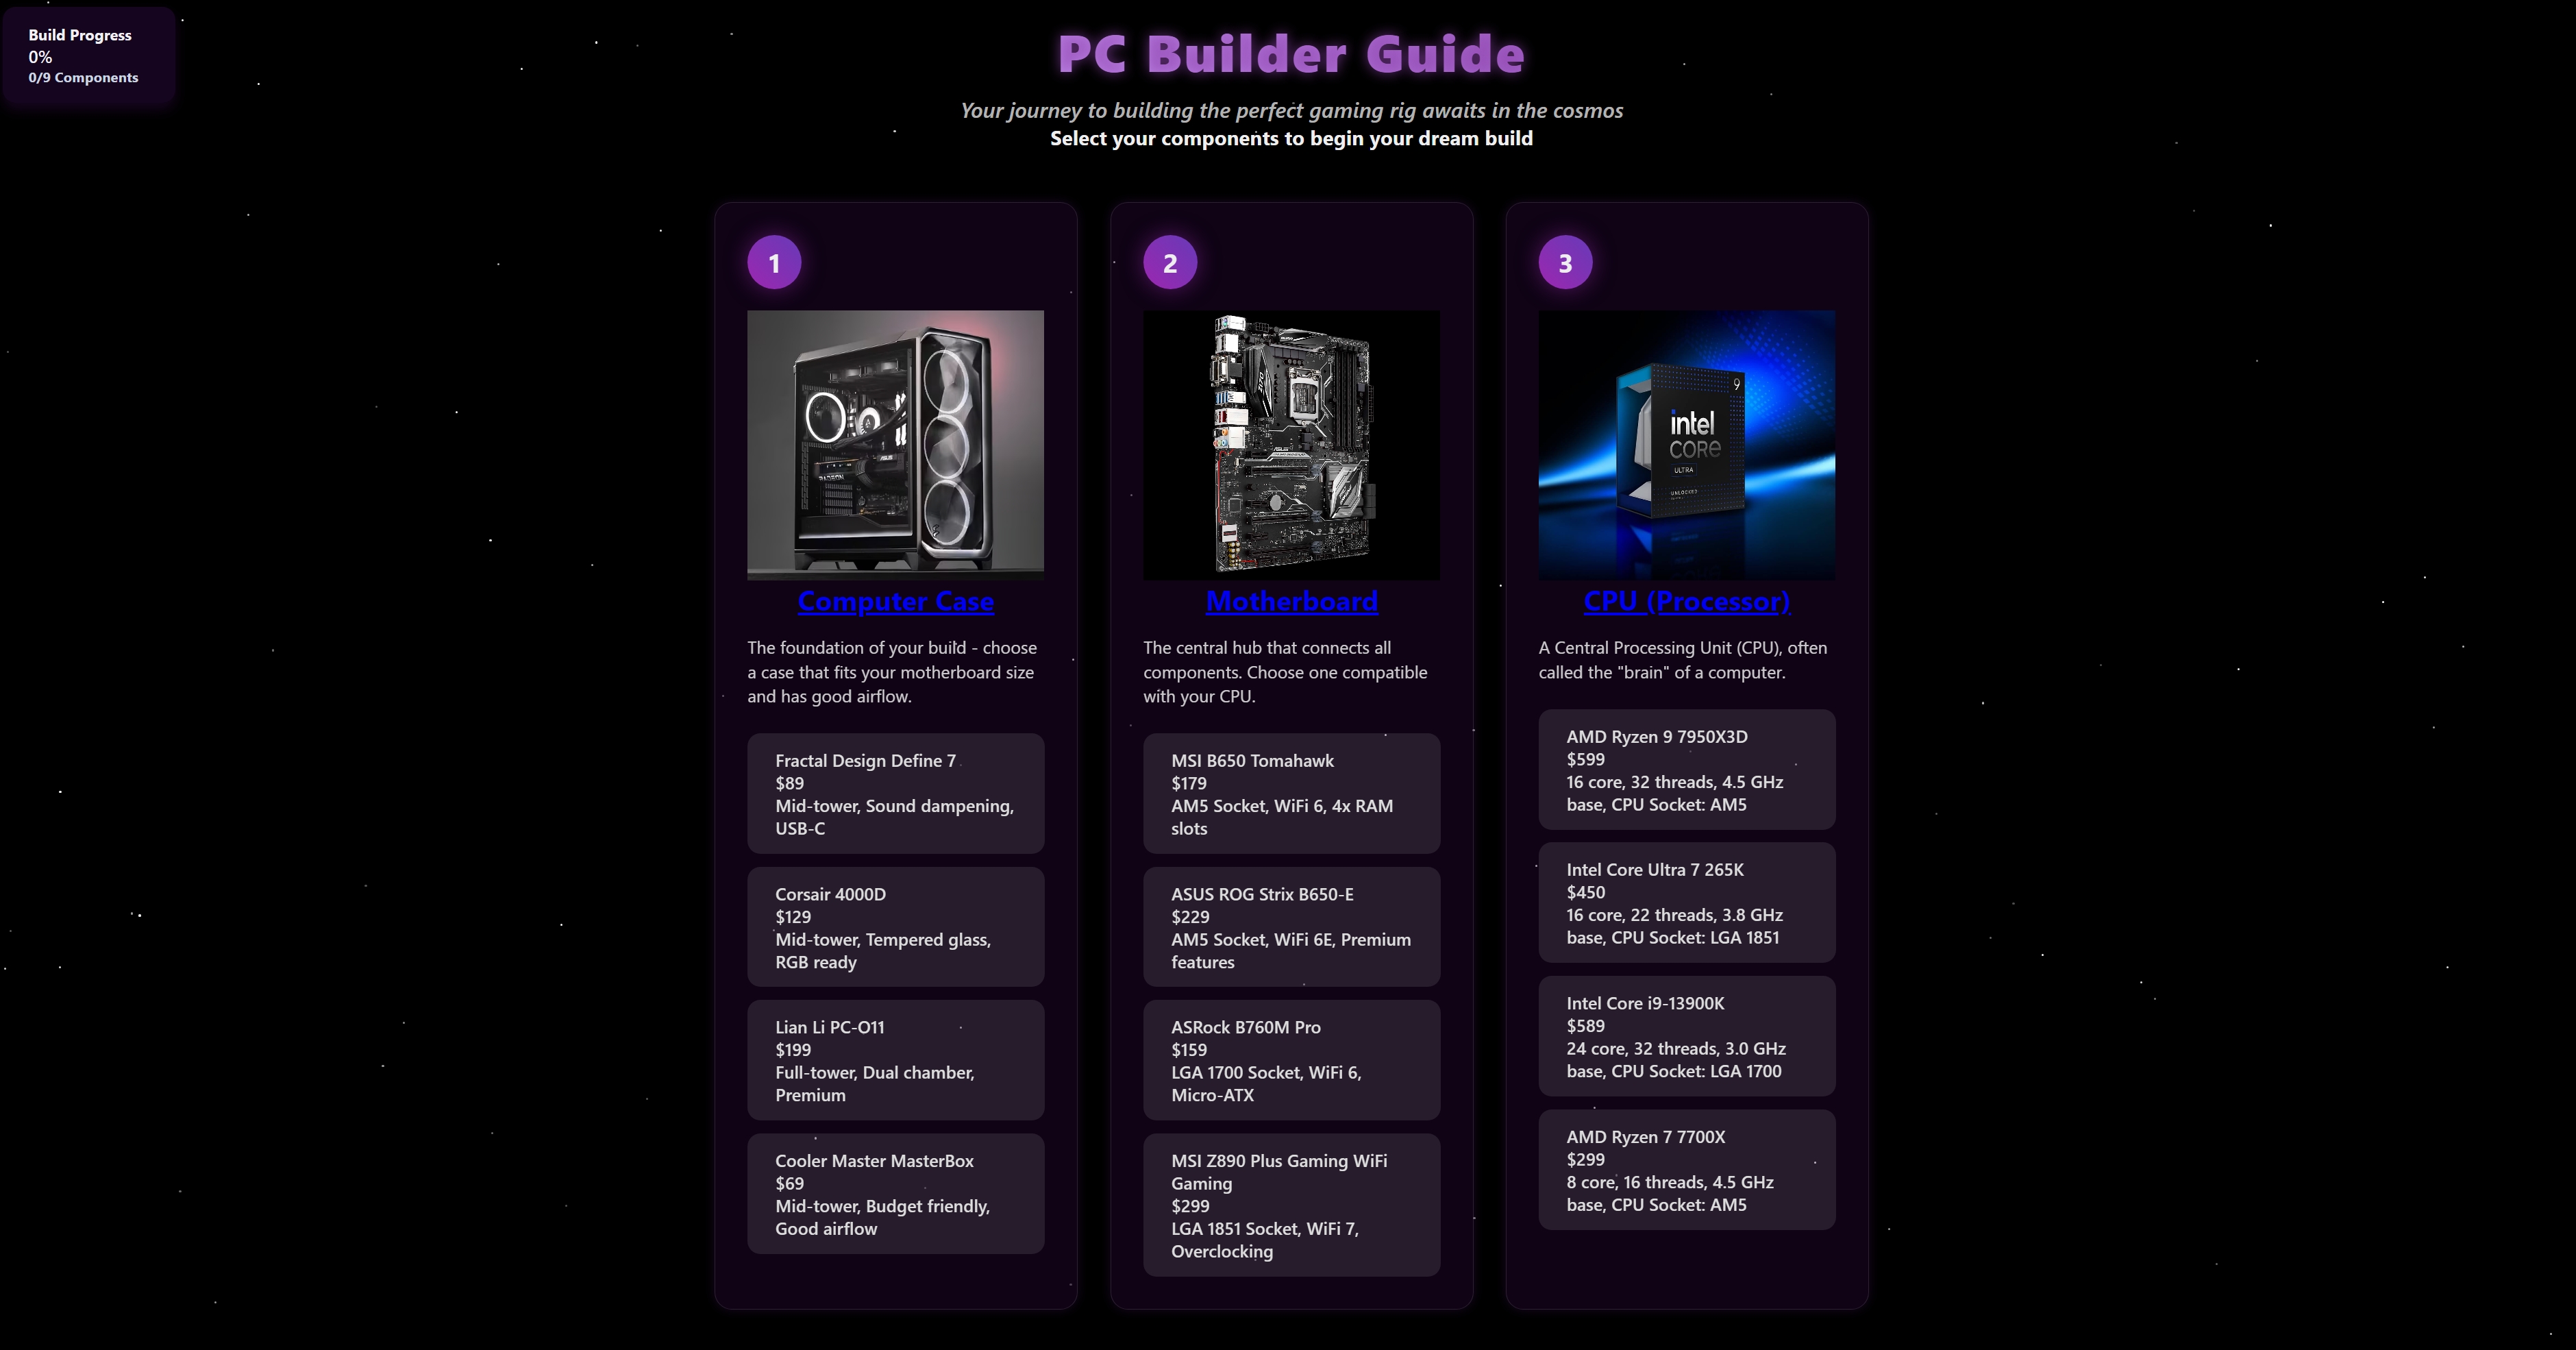 Build Progress
0%
0/9 Components
PC Builder Guide
Your journey to building the perfect gaming rig awaits in the cosmos
Select your components to begin your dream build
1
Computer Case
The foundation of your build - choose
a case that fits your motherboard size
and has good airflow.
Fractal Design Define 7
$89
Mid-tower, Sound dampening,
USB-C
Corsair 4000D
$129
Mid-tower, Tempered glass,
RGB ready
Lian Li PC-O11
$199
Full-tower, Dual chamber,
Premium
Cooler Master MasterBox
$69
Mid-tower, Budget friendly,
Good airflow
2
Motherboard
The central hub that connects all
components. Choose one compatible
with your CPU.
MSI B650 Tomahawk
$179
AM5 Socket, WiFi 6, 4x RAM
slots
ASUS ROG Strix B650-E
$229
AM5 Socket, WiFi 6E, Premium
features
ASRock B760M Pro
$159
LGA 1700 Socket, WiFi 6,
Micro-ATX
MSI Z890 Plus Gaming WiFi
Gaming
$299
LGA 1851 Socket, WiFi 7,
Overclocking
3
9
intel
CORE
ULTRA
UNLOCKED
CPU (Processor)
A Central Processing Unit (CPU), often
called the "brain" of a computer.
AMD Ryzen 9 7950X3D
$599
16 core, 32 threads, 4.5 GHz
base, CPU Socket: AM5
Intel Core Ultra 7 265K
$450
16 core, 22 threads, 3.8 GHz
base, CPU Socket: LGA 1851
Intel Core i9-13900K
$589
24 core, 32 threads, 3.0 GHz
base, CPU Socket: LGA 1700
AMD Ryzen 7 7700X
$299
8 core, 16 threads, 4.5 GHz
base, CPU Socket: AM5